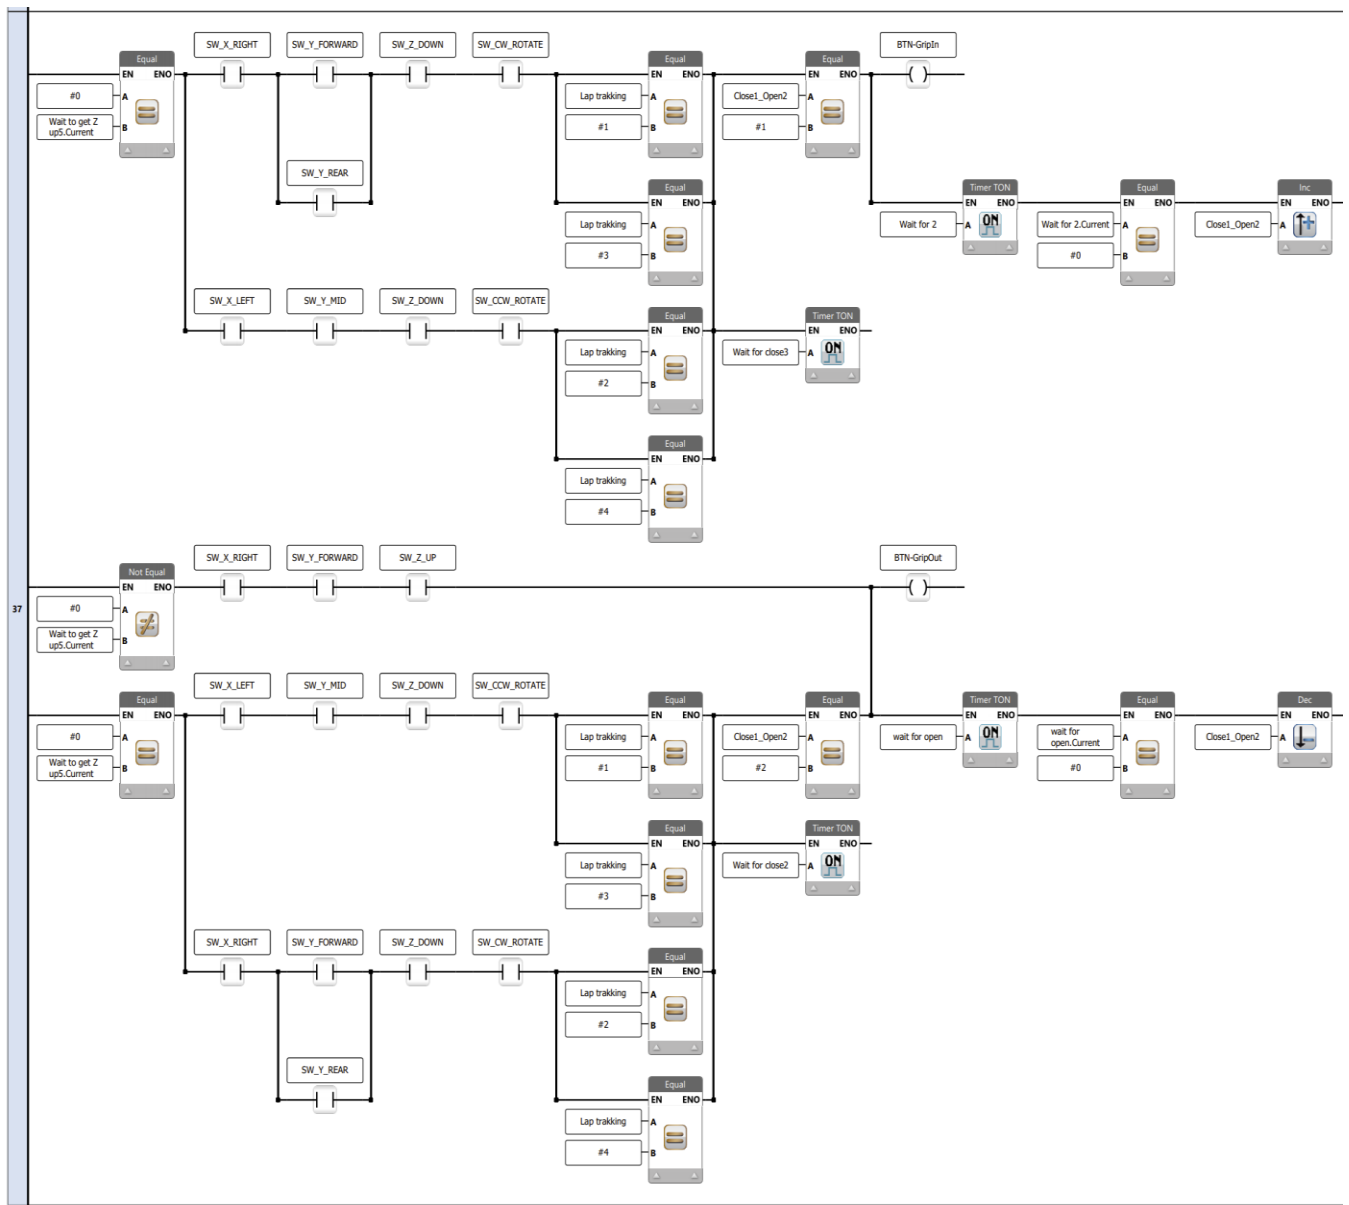 SW_X_RIGHT SW_Y_FORWARD SW_Z_DOWN SW_CW_ROTATE BTN-GripIn
Equal Equal Equal
EN ENO EN ENO EN ENO
#0 A Lap trakking A Close1_Open2 A
Wait to get Z
up5.Current B #1 B #1 B
SW_Y_REAR
Equal Timer TON Equal Inc
EN ENO EN ENO EN ENO EN ENO
Lap trakking A Wait for 2 A ON Wait for 2.Current A Close1_Open2 A
#3 B #0 B
SW_X_LEFT SW_Y_MID SW_Z_DOWN SW_CCW_ROTATE
Equal Timer TON
EN ENO EN ENO
Lap trakking A Wait for close3 A ON
#2 B
Equal
EN ENO
Lap trakking A
#4 B
SW_X_RIGHT SW_Y_FORWARD SW_Z_UP BTN-GripOut
Not Equal
EN ENO
37 #0 A
Wait to get Z
up5.Current B
SW_X_LEFT SW_Y_MID SW_Z_DOWN SW_CCW_ROTATE
Equal Equal Equal Timer TON Equal Dec
EN ENO EN ENO EN ENO EN ENO EN ENO EN ENO
#0 A Lap trakking A Close1_Open2 A wait for open A ON wait for
open.Current A Close1_Open2 A
Wait to get Z
up5.Current B #1 B #2 B #0 B
Equal Timer TON
EN ENO EN ENO
Lap trakking A Wait for close2 A ON
#3 B
SW_X_RIGHT SW_Y_FORWARD SW_Z_DOWN SW_CW_ROTATE
Equal
EN ENO
Lap trakking A
#2 B
SW_Y_REAR
Equal
EN ENO
Lap trakking A
#4 B